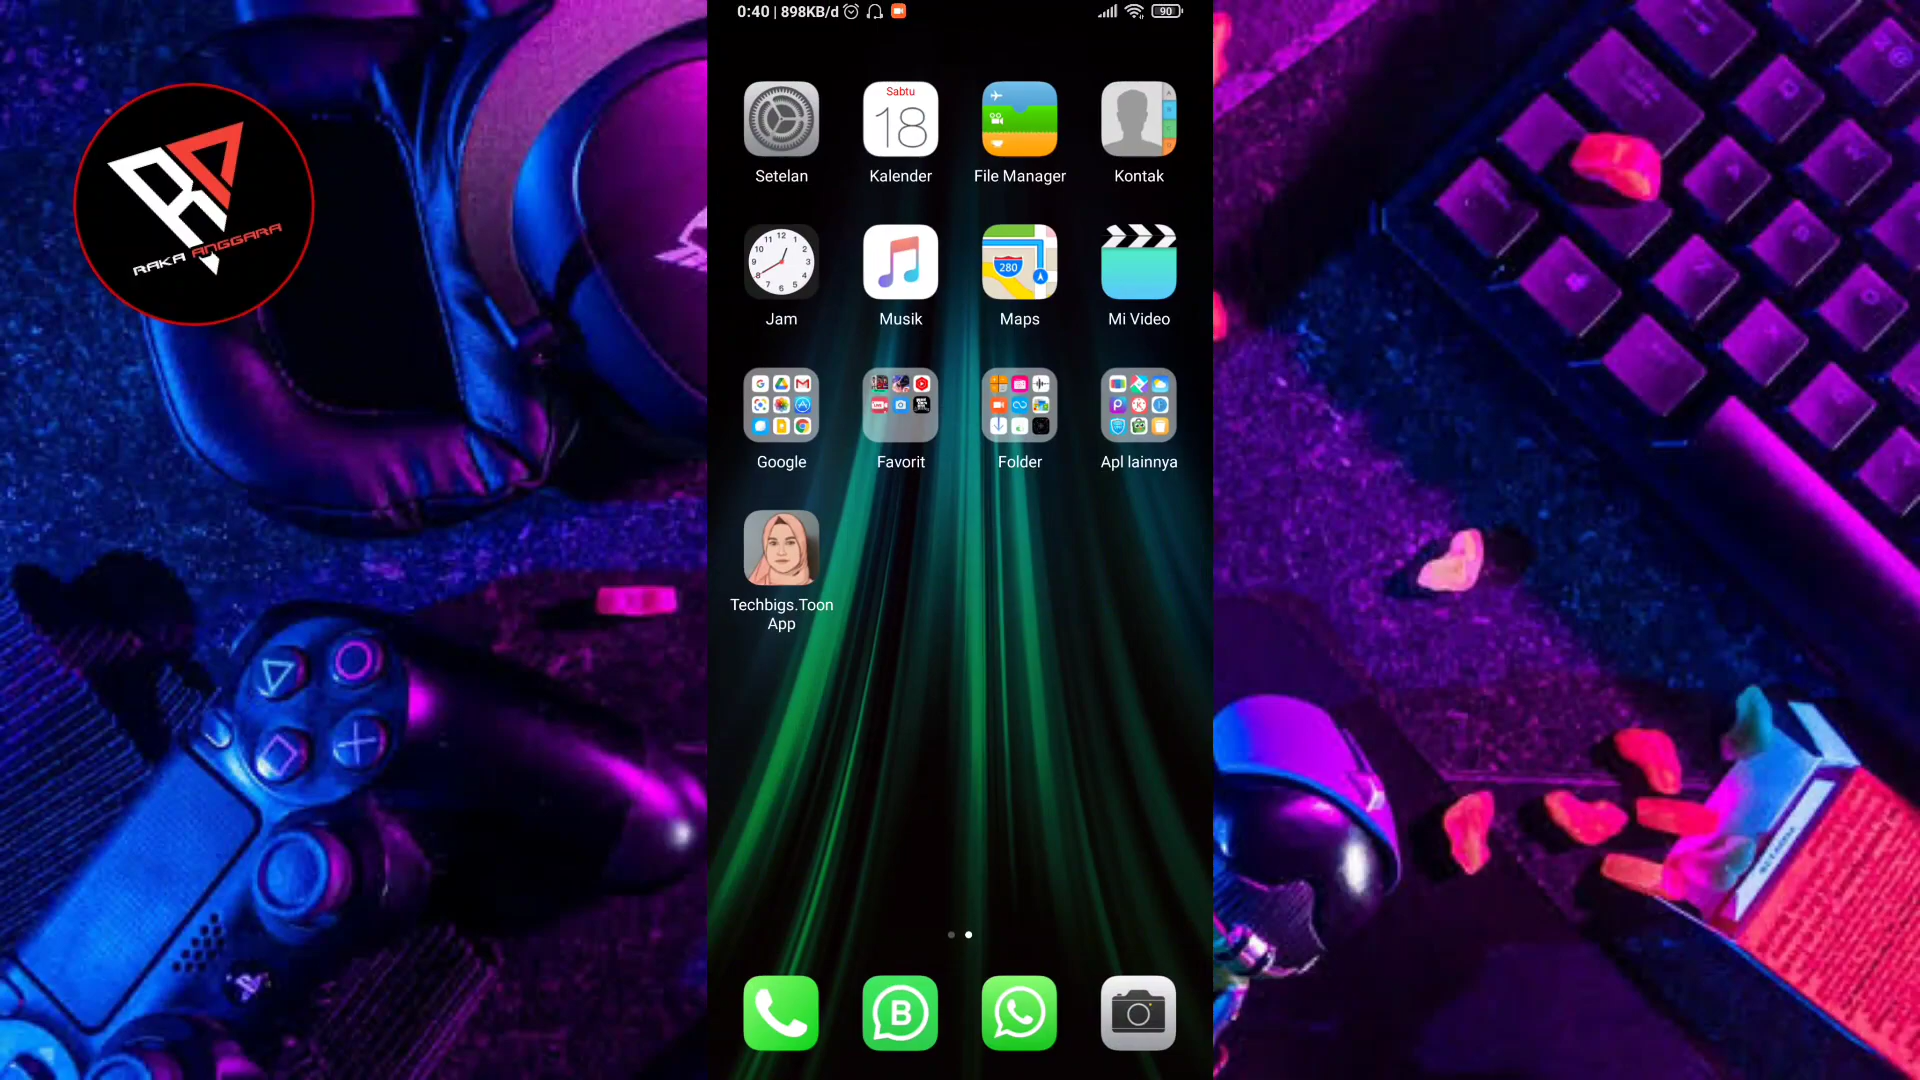 0:40 | 898KB/d
90
RAKA ANGGARA
Sabtu
18
Setelan
Kalender
File Manager
Kontak
280
Jam
Musik
Maps
Mi Video
Google
Favorit
Folder
Apl lainnya
Techbigs.Toon
App
B